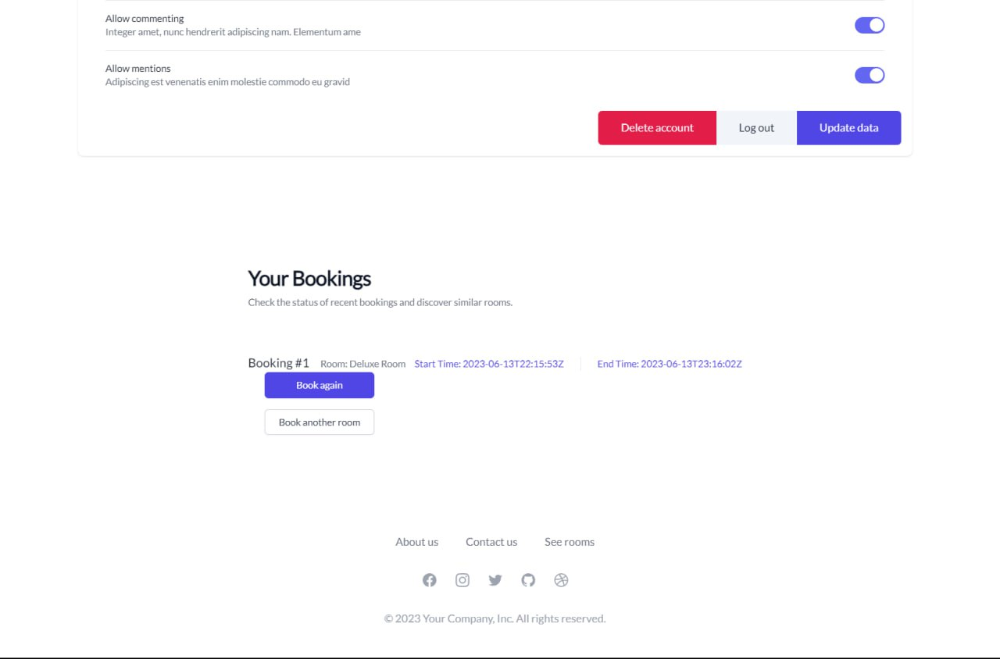 Allow commenting
Integer amet, nunc hendrerit adipiscing nam. Elementum ame
Allow mentions
Adipiscing est venenatis enim molestie commodo eu gravid
Delete account Log out Update data
Your Bookings
Check the status of recent bookings and discover similar rooms.
Booking #1 Room: Deluxe Room Start Time: 2023-06-13T22:15:53Z End Time: 2023-06-13T23:16:02Z
Book again
Book another room
About us Contact us See rooms
© 2023 Your Company, Inc. All rights reserved.